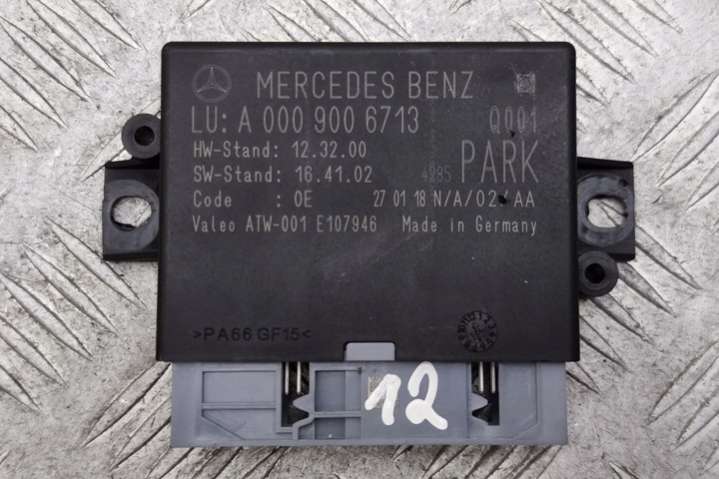 MERCEDES BENZ
LU: A 000 900 6713 Q001
HW-Stand: 12.32.00
SW-Stand: 16.41.02 PARK
Code : 0E 27 01 18 N/A/02/AA
Valeo ATW-001 E107946 Made in Germany
>PA66 GF15<
12